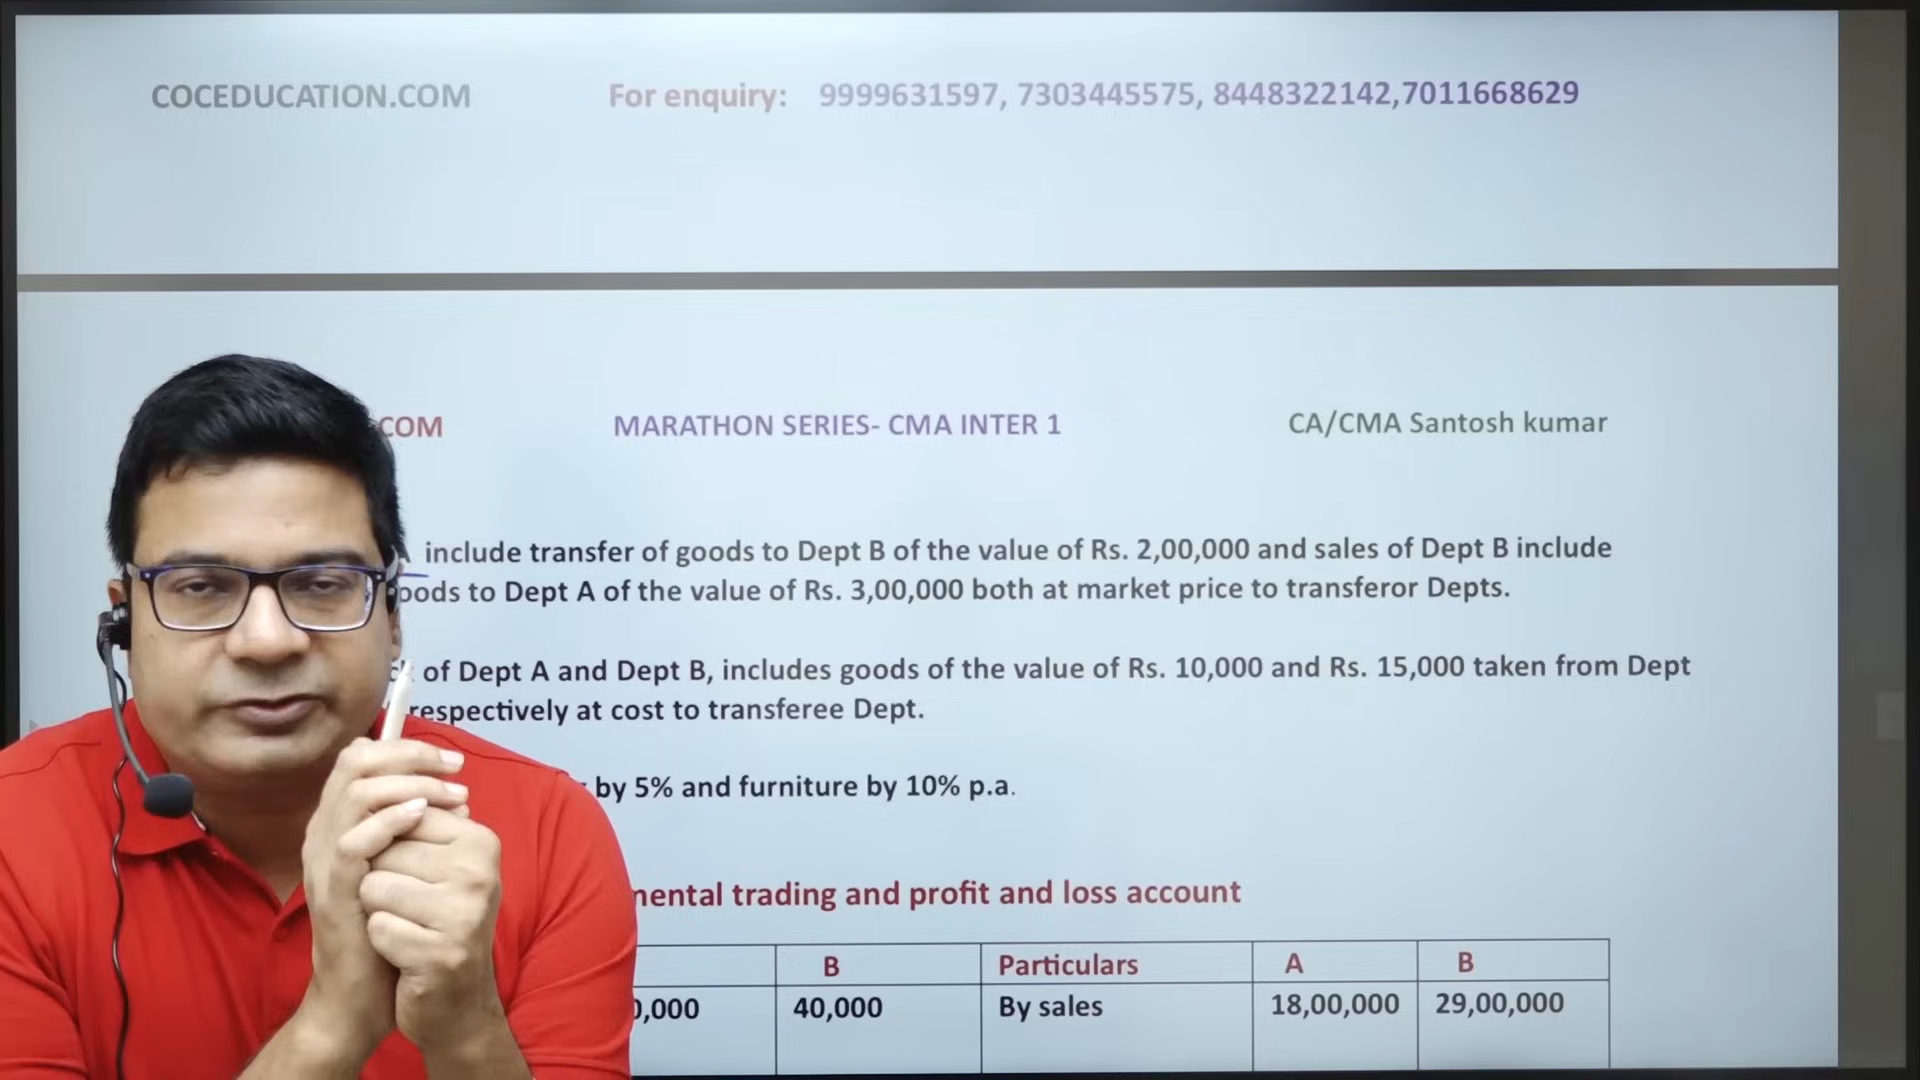 COCEDUCATION.COM For enquiry: 9999631597, 7303445575, 8448322142,7011668629
COM MARATHON SERIES- CMA INTER 1 CA/CMA Santosh kumar
include transfer of goods to Dept B of the value of Rs. 2,00,000 and sales of Dept B include
oods to Dept A of the value of Rs. 3,00,000 both at market price to transferor Depts.
of Dept A and Dept B, includes goods of the value of Rs. 10,000 and Rs. 15,000 taken from Dept
respectively at cost to transferee Dept.
by 5% and furniture by 10% p.a.
mental trading and profit and loss account
B Particulars A B
0,000 40,000 By sales 18,00,000 29,00,000